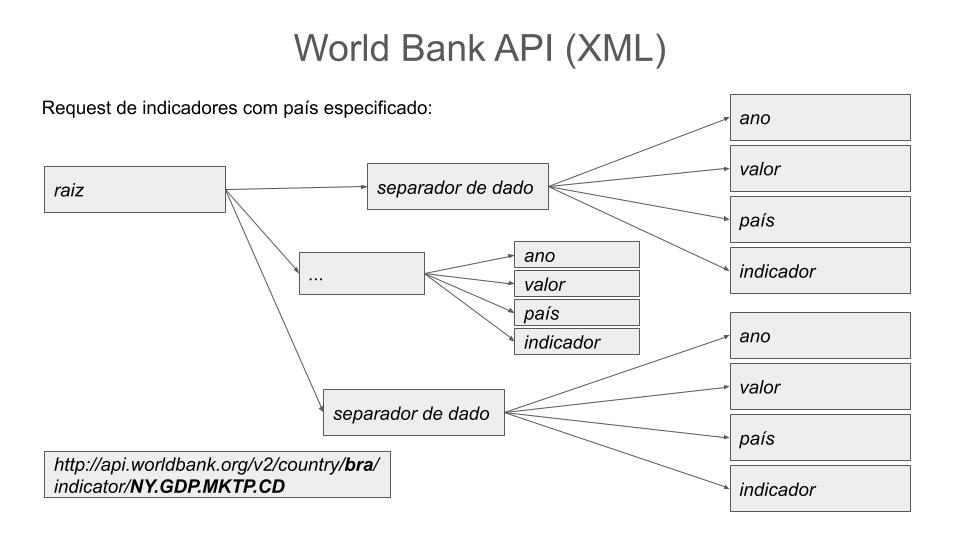 World Bank API (XML)
Request de indicadores com país especificado:
raiz
separador de dado
ano
valor
país
indicador
...
ano
valor
país
indicador
separador de dado
ano
valor
país
indicador
http://api.worldbank.org/v2/country/bra/
indicator/NY.GDP.MKTP.CD